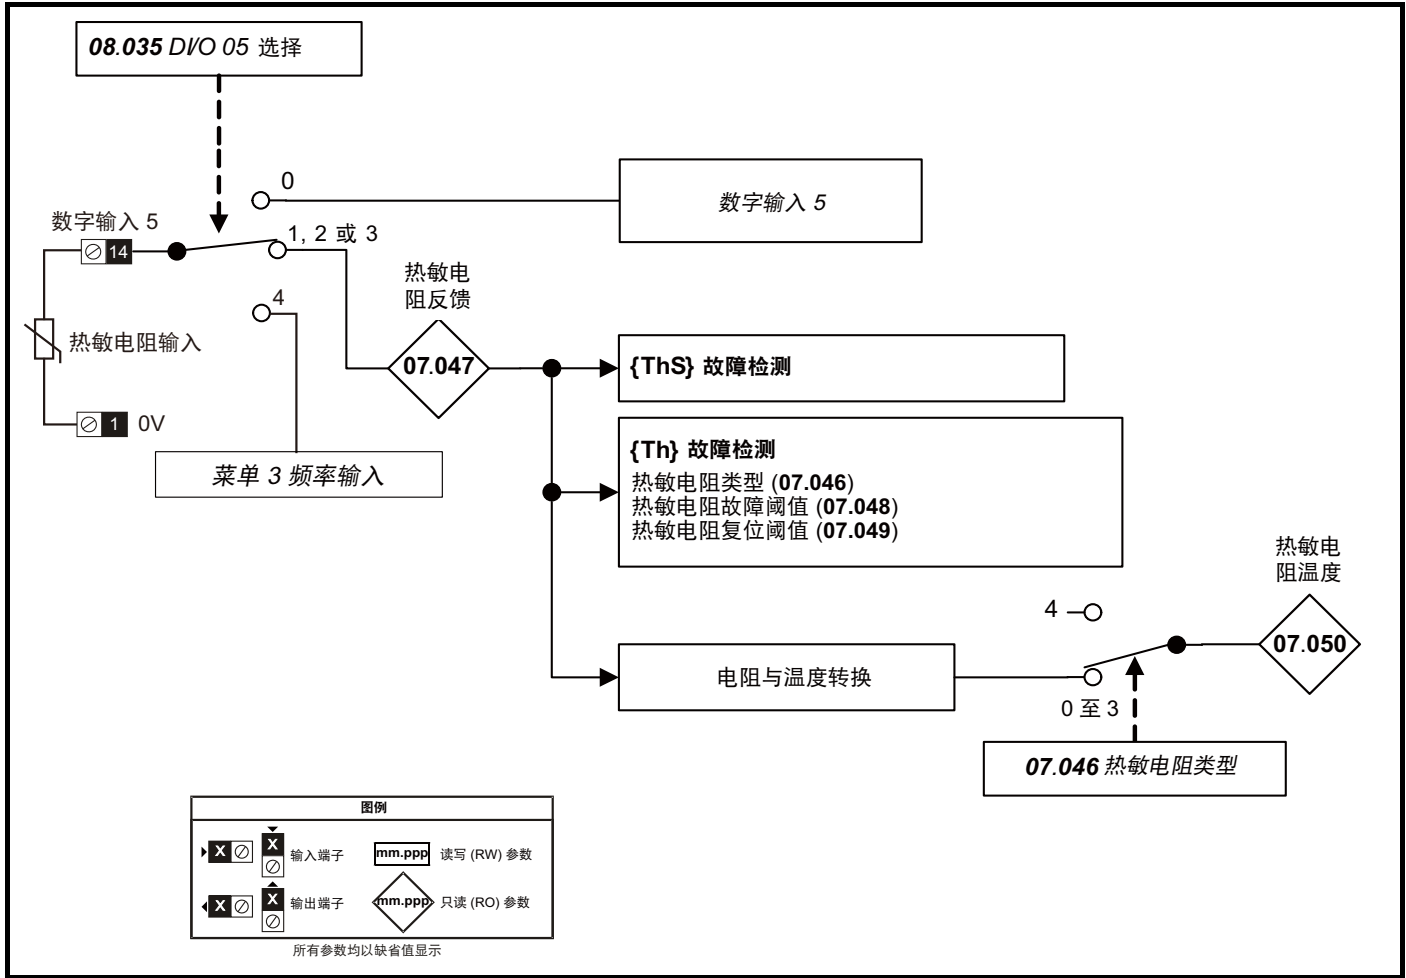 08.035 DI/O 05 选择
0
数字输入 5
数字输入 5
14
1, 2 或 3
热敏电
阻反馈
4
热敏电阻输入
07.047
{ThS} 故障检测
1 0V
{Th} 故障检测
热敏电阻类型 (07.046)
热敏电阻故障阈值 (07.048)
热敏电阻复位阈值 (07.049)
菜单 3 频率输入
热敏电
阻温度
4
07.050
电阻与温度转换
0 至 3
07.046 热敏电阻类型
图例
X X 输入端子 mm.ppp 读写 (RW) 参数
X X 输出端子 mm.ppp 只读 (RO) 参数
所有参数均以缺省值显示